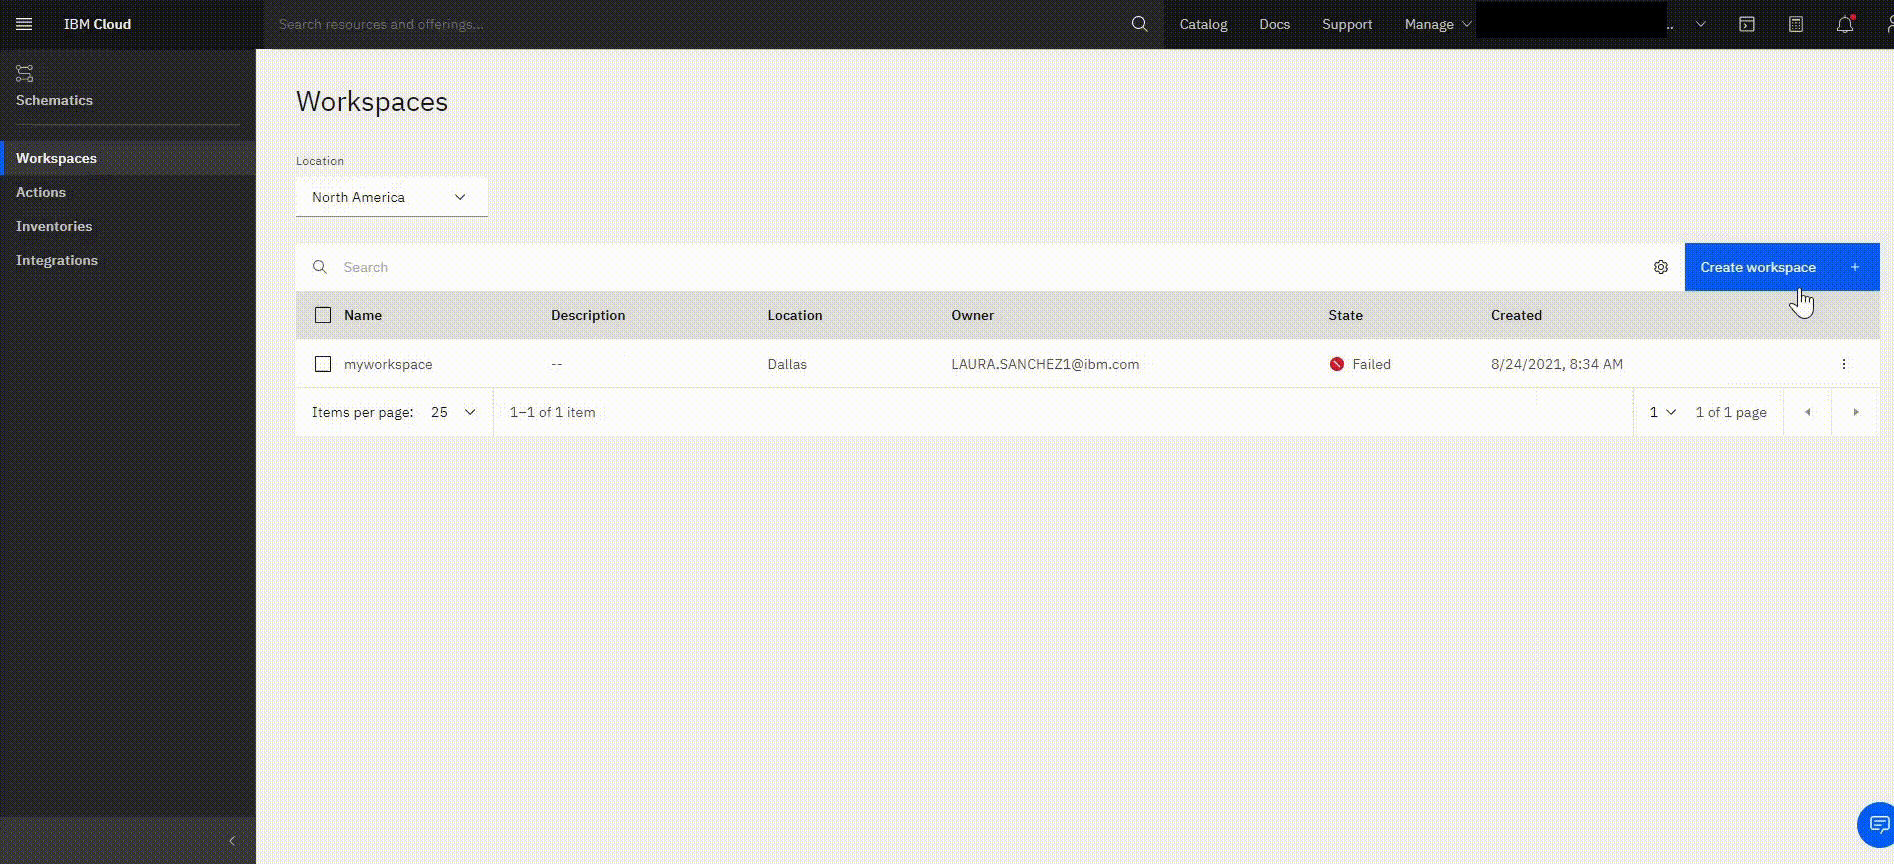 IBM Cloud
Search resources and offerings...
Catalog
Docs
Support
Manage
..
Schematics
Workspaces
Actions
Inventories
Integrations
Workspaces
Location
North America
Search
Create workspace +
Name Description Location Owner State Created
myworkspace -- Dallas LAURA.SANCHEZ1@ibm.com Failed 8/24/2021, 8:34 AM
Items per page: 25 1–1 of 1 item 1 1 of 1 page